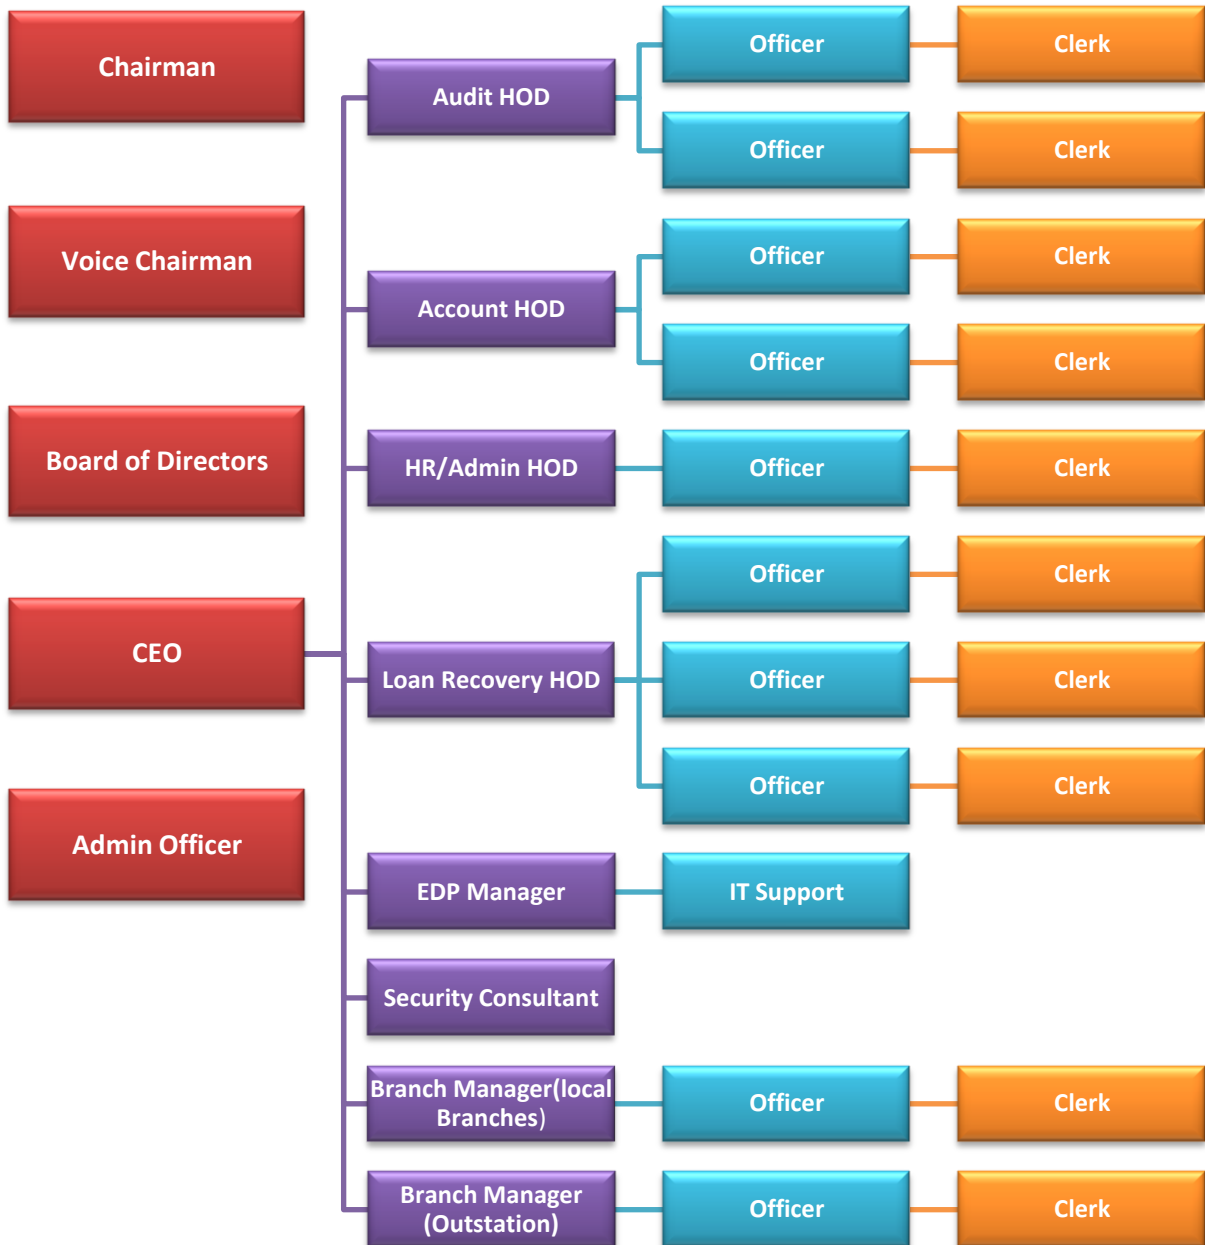 Chairman
Voice Chairman
Board of Directors
CEO
Admin Officer
Audit HOD
Officer
Clerk
Officer
Clerk
Account HOD
Officer
Clerk
Officer
Clerk
HR/Admin HOD
Officer
Clerk
Loan Recovery HOD
Officer
Clerk
Officer
Clerk
Officer
Clerk
EDP Manager
IT Support
Security Consultant
Branch Manager(local
Branches)
Officer
Clerk
Branch Manager
(Outstation)
Officer
Clerk